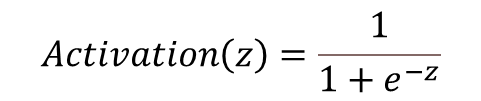 Activation(z) = 1 / (1 + e^{-z})